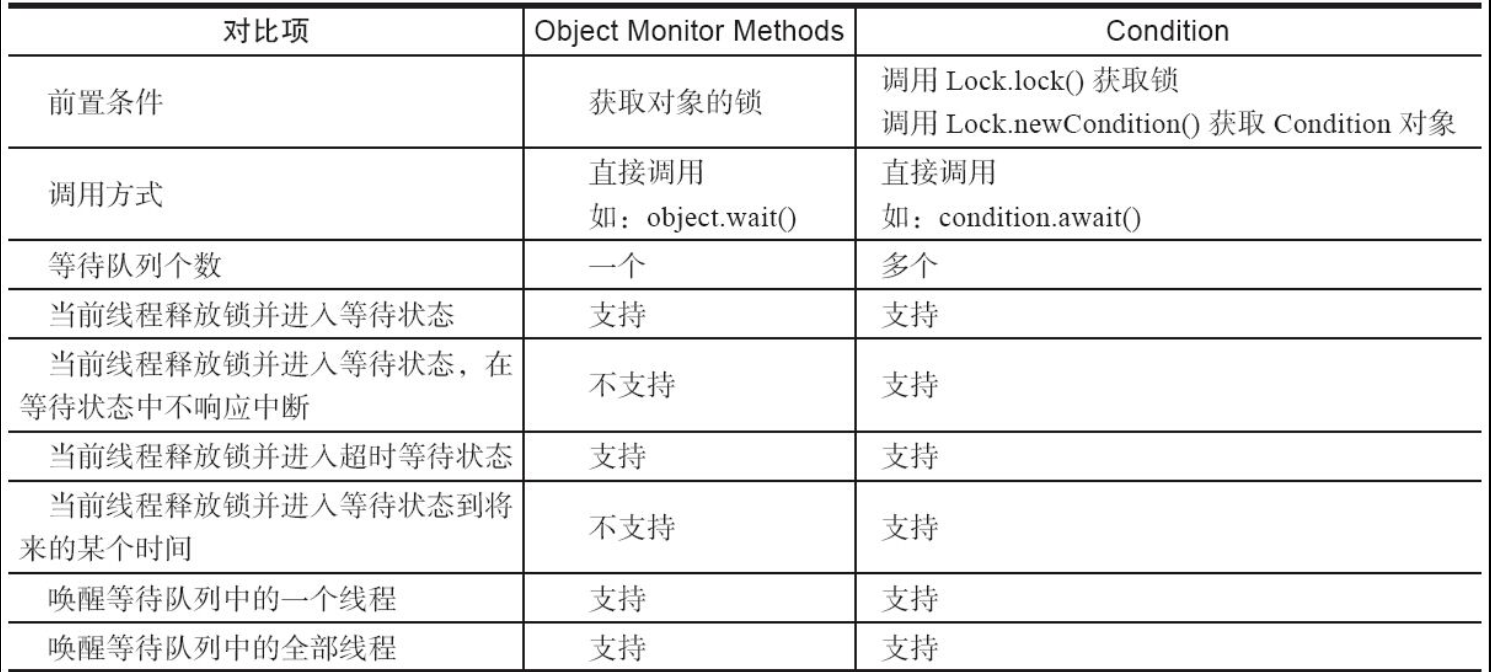 对比项 Object Monitor Methods Condition
前置条件 获取对象的锁 调用 Lock.lock() 获取锁
调用 Lock.newCondition() 获取 Condition 对象
调用方式 直接调用 直接调用
如：object.wait() 如：condition.await()
等待队列个数 一个 多个
当前线程释放锁并进入等待状态 支持 支持
当前线程释放锁并进入等待状态，在
等待状态中不响应中断 不支持 支持
当前线程释放锁并进入超时等待状态 支持 支持
当前线程释放锁并进入等待状态到将
来的某个时间 不支持 支持
唤醒等待队列中的一个线程 支持 支持
唤醒等待队列中的全部线程 支持 支持